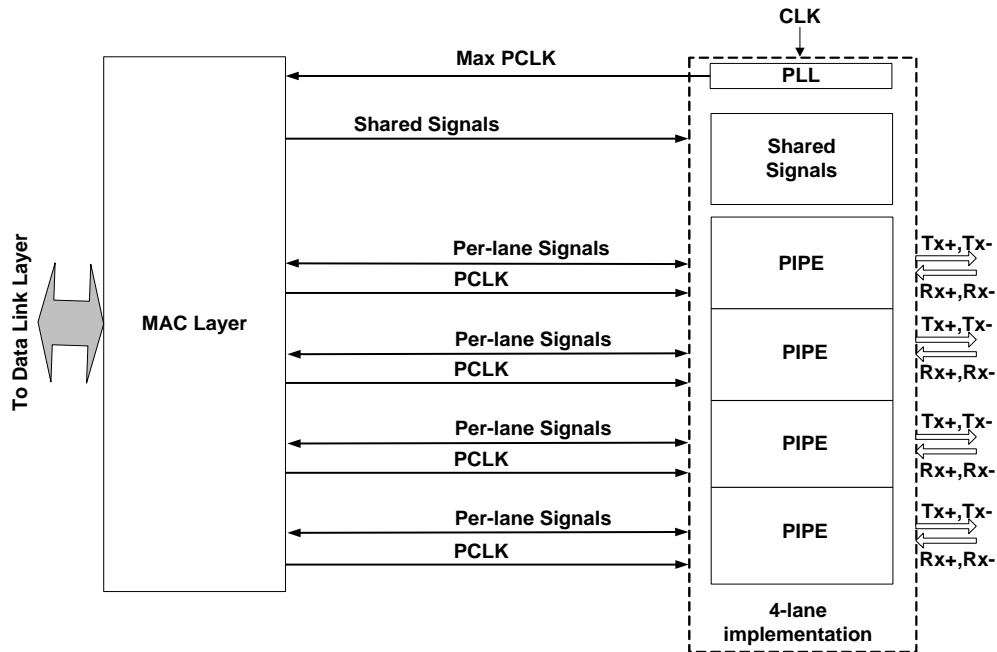 CLK
Max PCLK
PLL
Shared Signals
Shared
Signals
To Data Link Layer
MAC Layer
Per-lane Signals
PCLK
PIPE
Tx+,Tx-
Rx+,Rx-
Per-lane Signals
PCLK
PIPE
Tx+,Tx-
Rx+,Rx-
Per-lane Signals
PCLK
PIPE
Tx+,Tx-
Rx+,Rx-
Per-lane Signals
PCLK
PIPE
Tx+,Tx-
Rx+,Rx-
4-lane
implementation